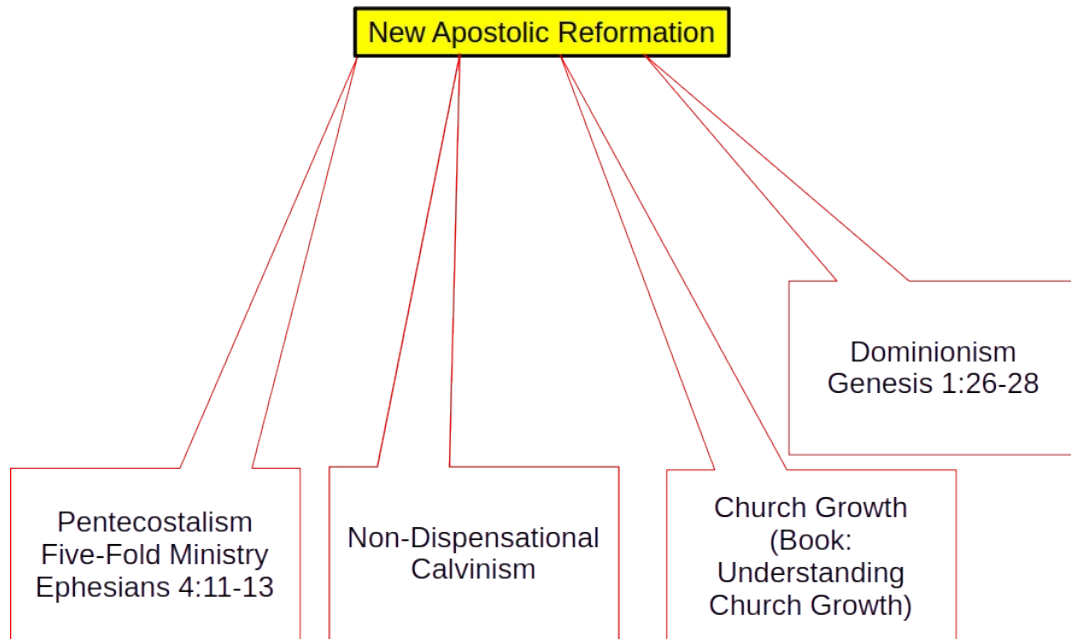 New Apostolic Reformation
Dominionism
Genesis 1:26-28
Pentecostalism
Five-Fold Ministry
Ephesians 4:11-13
Non-Dispensational
Calvinism
Church Growth
(Book:
Understanding
Church Growth)